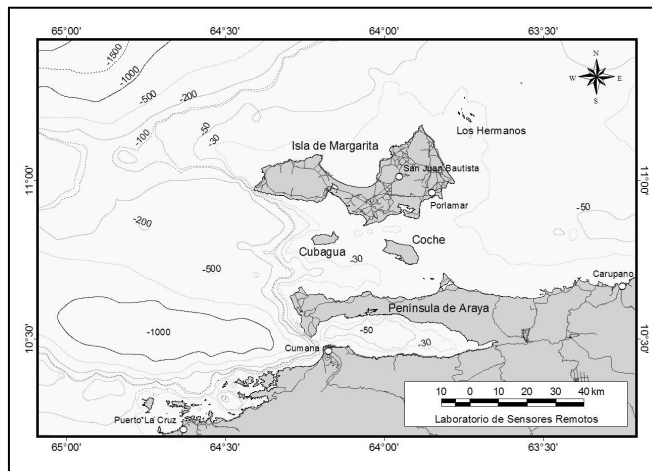 65°00' 64°30' 64°00' 63°30'
-1500
-1000
-500
-200
-100
-50
-30
N
W E
S
Los Hermanos
Isla de Margarita
San Juan Bautista
11°00' 11°00'
Porlamar
-200
-50
Coche
Cubagua
-30
-500
Carupano
Península de Araya
-1000
-50
10°30' 10°30'
-30
Cumana
10 0 10 20 30 40 km
Laboratorio de Sensores Remotos
Puerto La Cruz
65°00' 64°30' 64°00' 63°30'